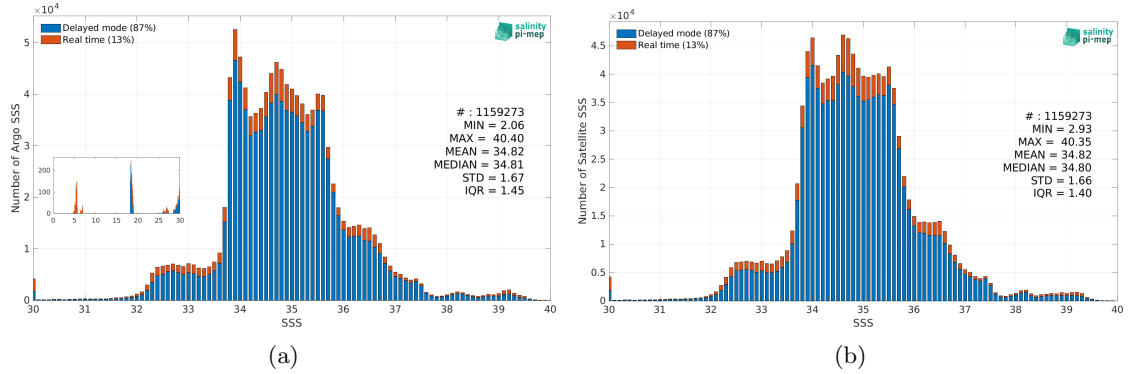 ×10⁴
Delayed mode (87%)
Real time (13%)
salinity
pi-mep
# : 1159273
MIN = 2.06
MAX = 40.40
MEAN = 34.82
MEDIAN = 34.81
STD = 1.67
IQR = 1.45
Number of Argo SSS
5
4
3
2
1
0
200
100
0
0 5 10 15 20 25 30
30 31 32 33 34 35 36 37 38 39 40
SSS
(a)
×10⁴
Delayed mode (87%)
Real time (13%)
salinity
pi-mep
# : 1159273
MIN = 2.93
MAX = 40.35
MEAN = 34.82
MEDIAN = 34.80
STD = 1.66
IQR = 1.40
Number of Satellite SSS
4.5
4
3.5
3
2.5
2
1.5
1
0.5
0
30 31 32 33 34 35 36 37 38 39 40
SSS
(b)